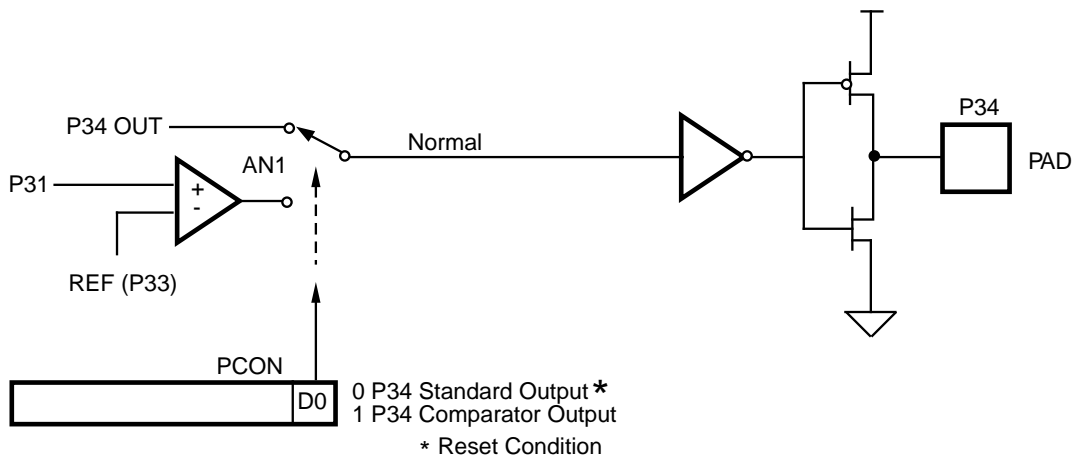 P34
P34 OUT
Normal
PAD
AN1
P31
+
-
REF (P33)
PCON
D0
0 P34 Standard Output *
1 P34 Comparator Output
* Reset Condition